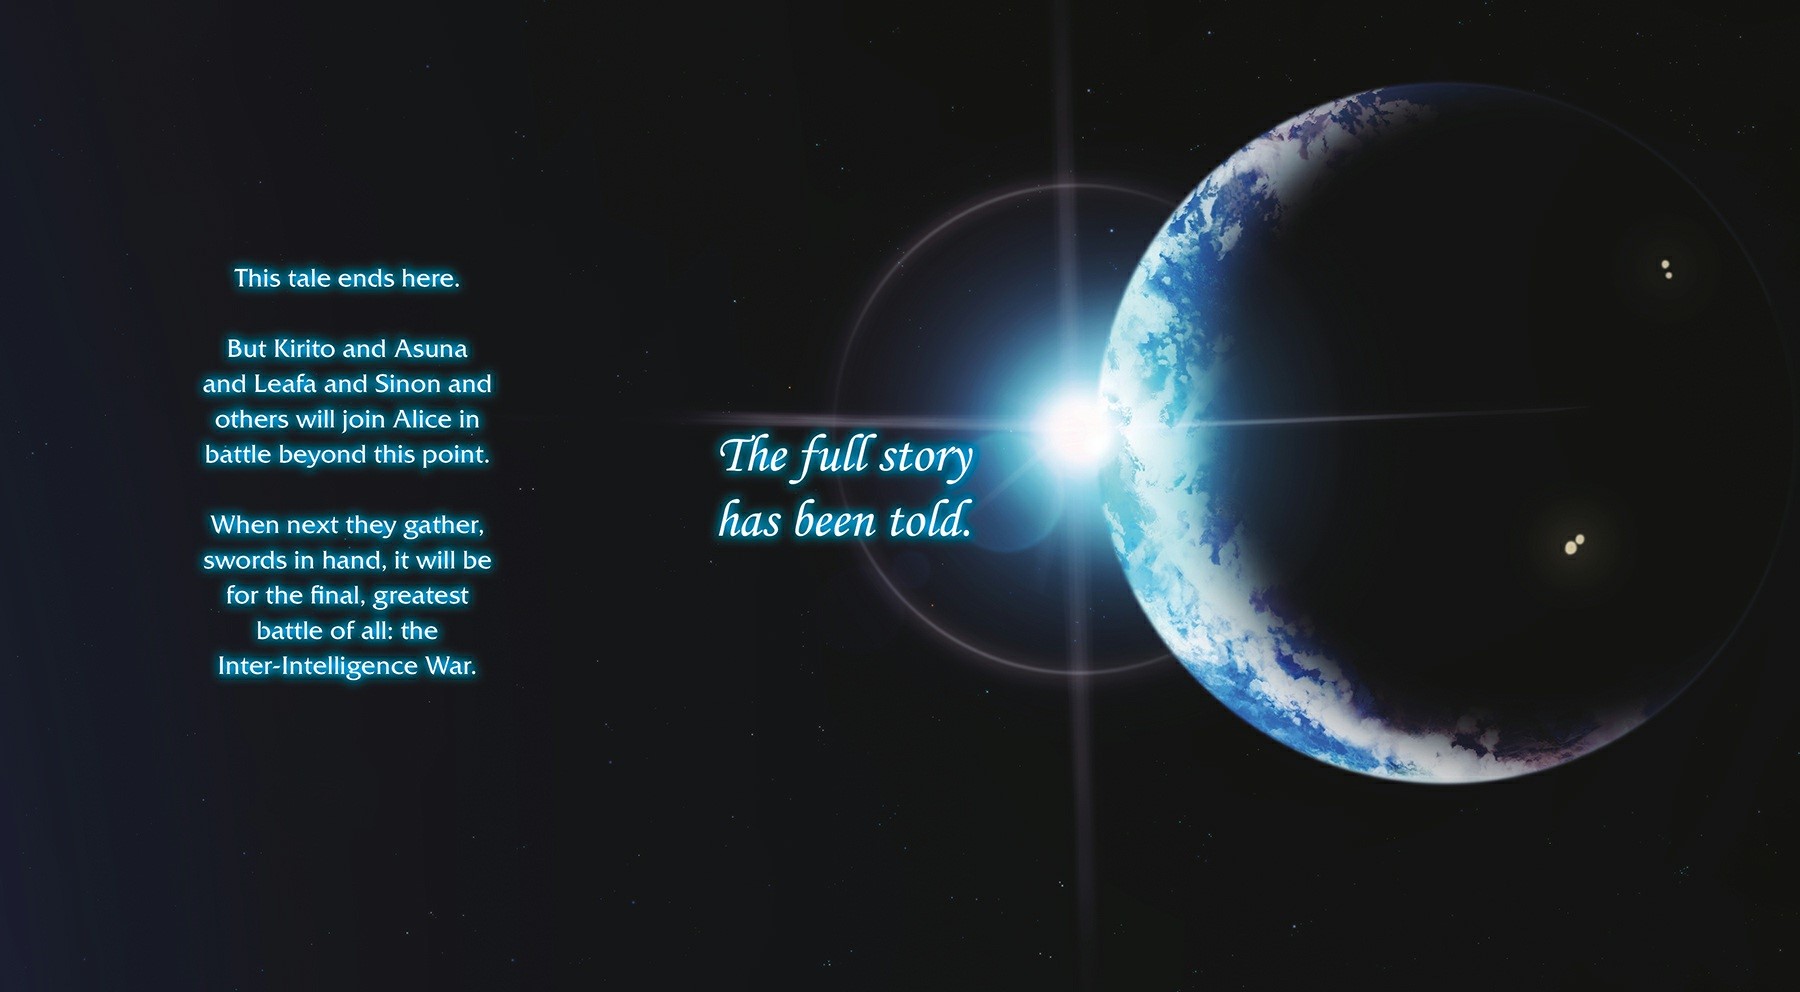 This tale ends here.
But Kirito and Asuna
and Leafa and Sinon and
others will join Alice in
battle beyond this point.
When next they gather,
swords in hand, it will be
for the final, greatest
battle of all: the
Inter-Intelligence War.
The full story
has been told.